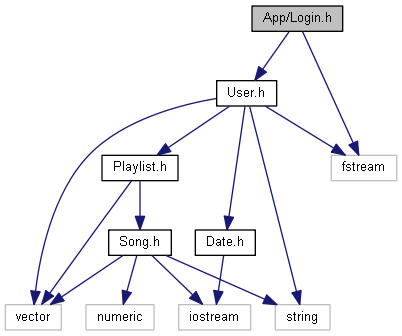 App/Login.h
User.h
Playlist.h
fstream
Song.h
Date.h
vector
numeric
iostream
string